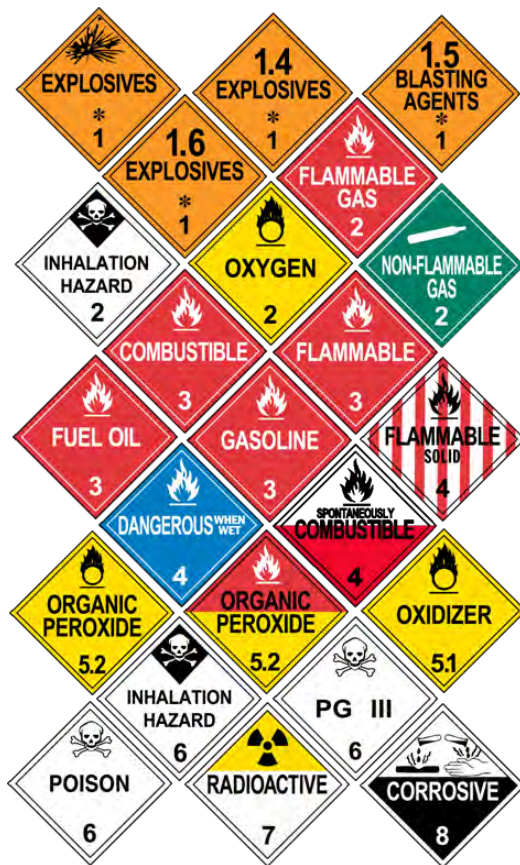 EXPLOSIVES
*
1
1.4
EXPLOSIVES
*
1
1.5
BLASTING
AGENTS
*
1
1.6
EXPLOSIVES
*
1
FLAMMABLE
GAS
2
INHALATION
HAZARD
2
OXYGEN
2
NON-FLAMMABLE
GAS
2
COMBUSTIBLE
3
FLAMMABLE
3
FUEL OIL
3
GASOLINE
3
FLAMMABLE
SOLID
4
DANGEROUS WHEN WET
4
SPONTANEOUSLY
COMBUSTIBLE
4
ORGANIC
PEROXIDE
5.2
ORGANIC
PEROXIDE
5.2
OXIDIZER
5.1
INHALATION
HAZARD
6
PG III
6
POISON
6
RADIOACTIVE
7
CORROSIVE
8